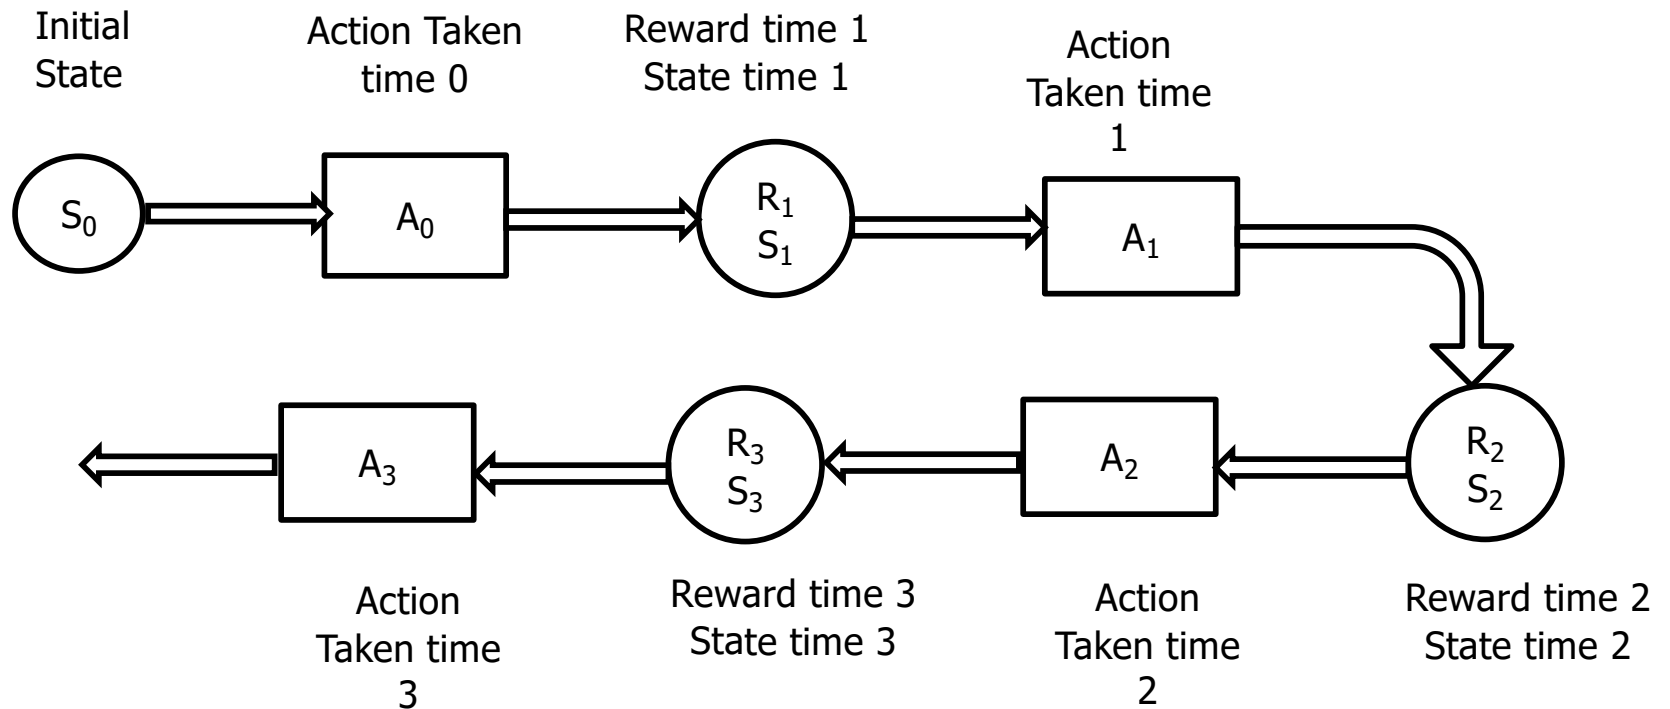 Initial
State
Action Taken
time 0
Reward time 1
State time 1
Action
Taken time
1
S₀
A₀
R₁
S₁
A₁
A₃
R₃
S₃
A₂
R₂
S₂
Action
Taken time
3
Reward time 3
State time 3
Action
Taken time
2
Reward time 2
State time 2